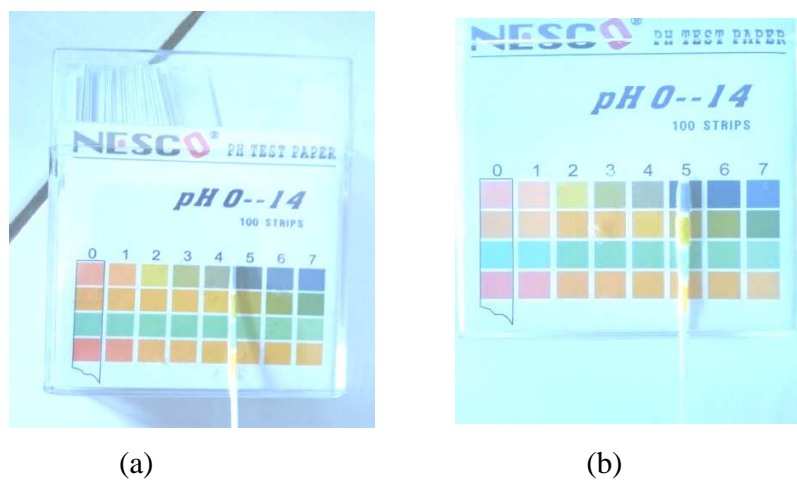 NESCO® PH TEST PAPER
pH 0--14
100 STRIPS
0 1 2 3 4 5 6 7
(a)
NESCO® PH TEST PAPER
pH 0--14
100 STRIPS
0 1 2 3 4 5 6 7
(b)